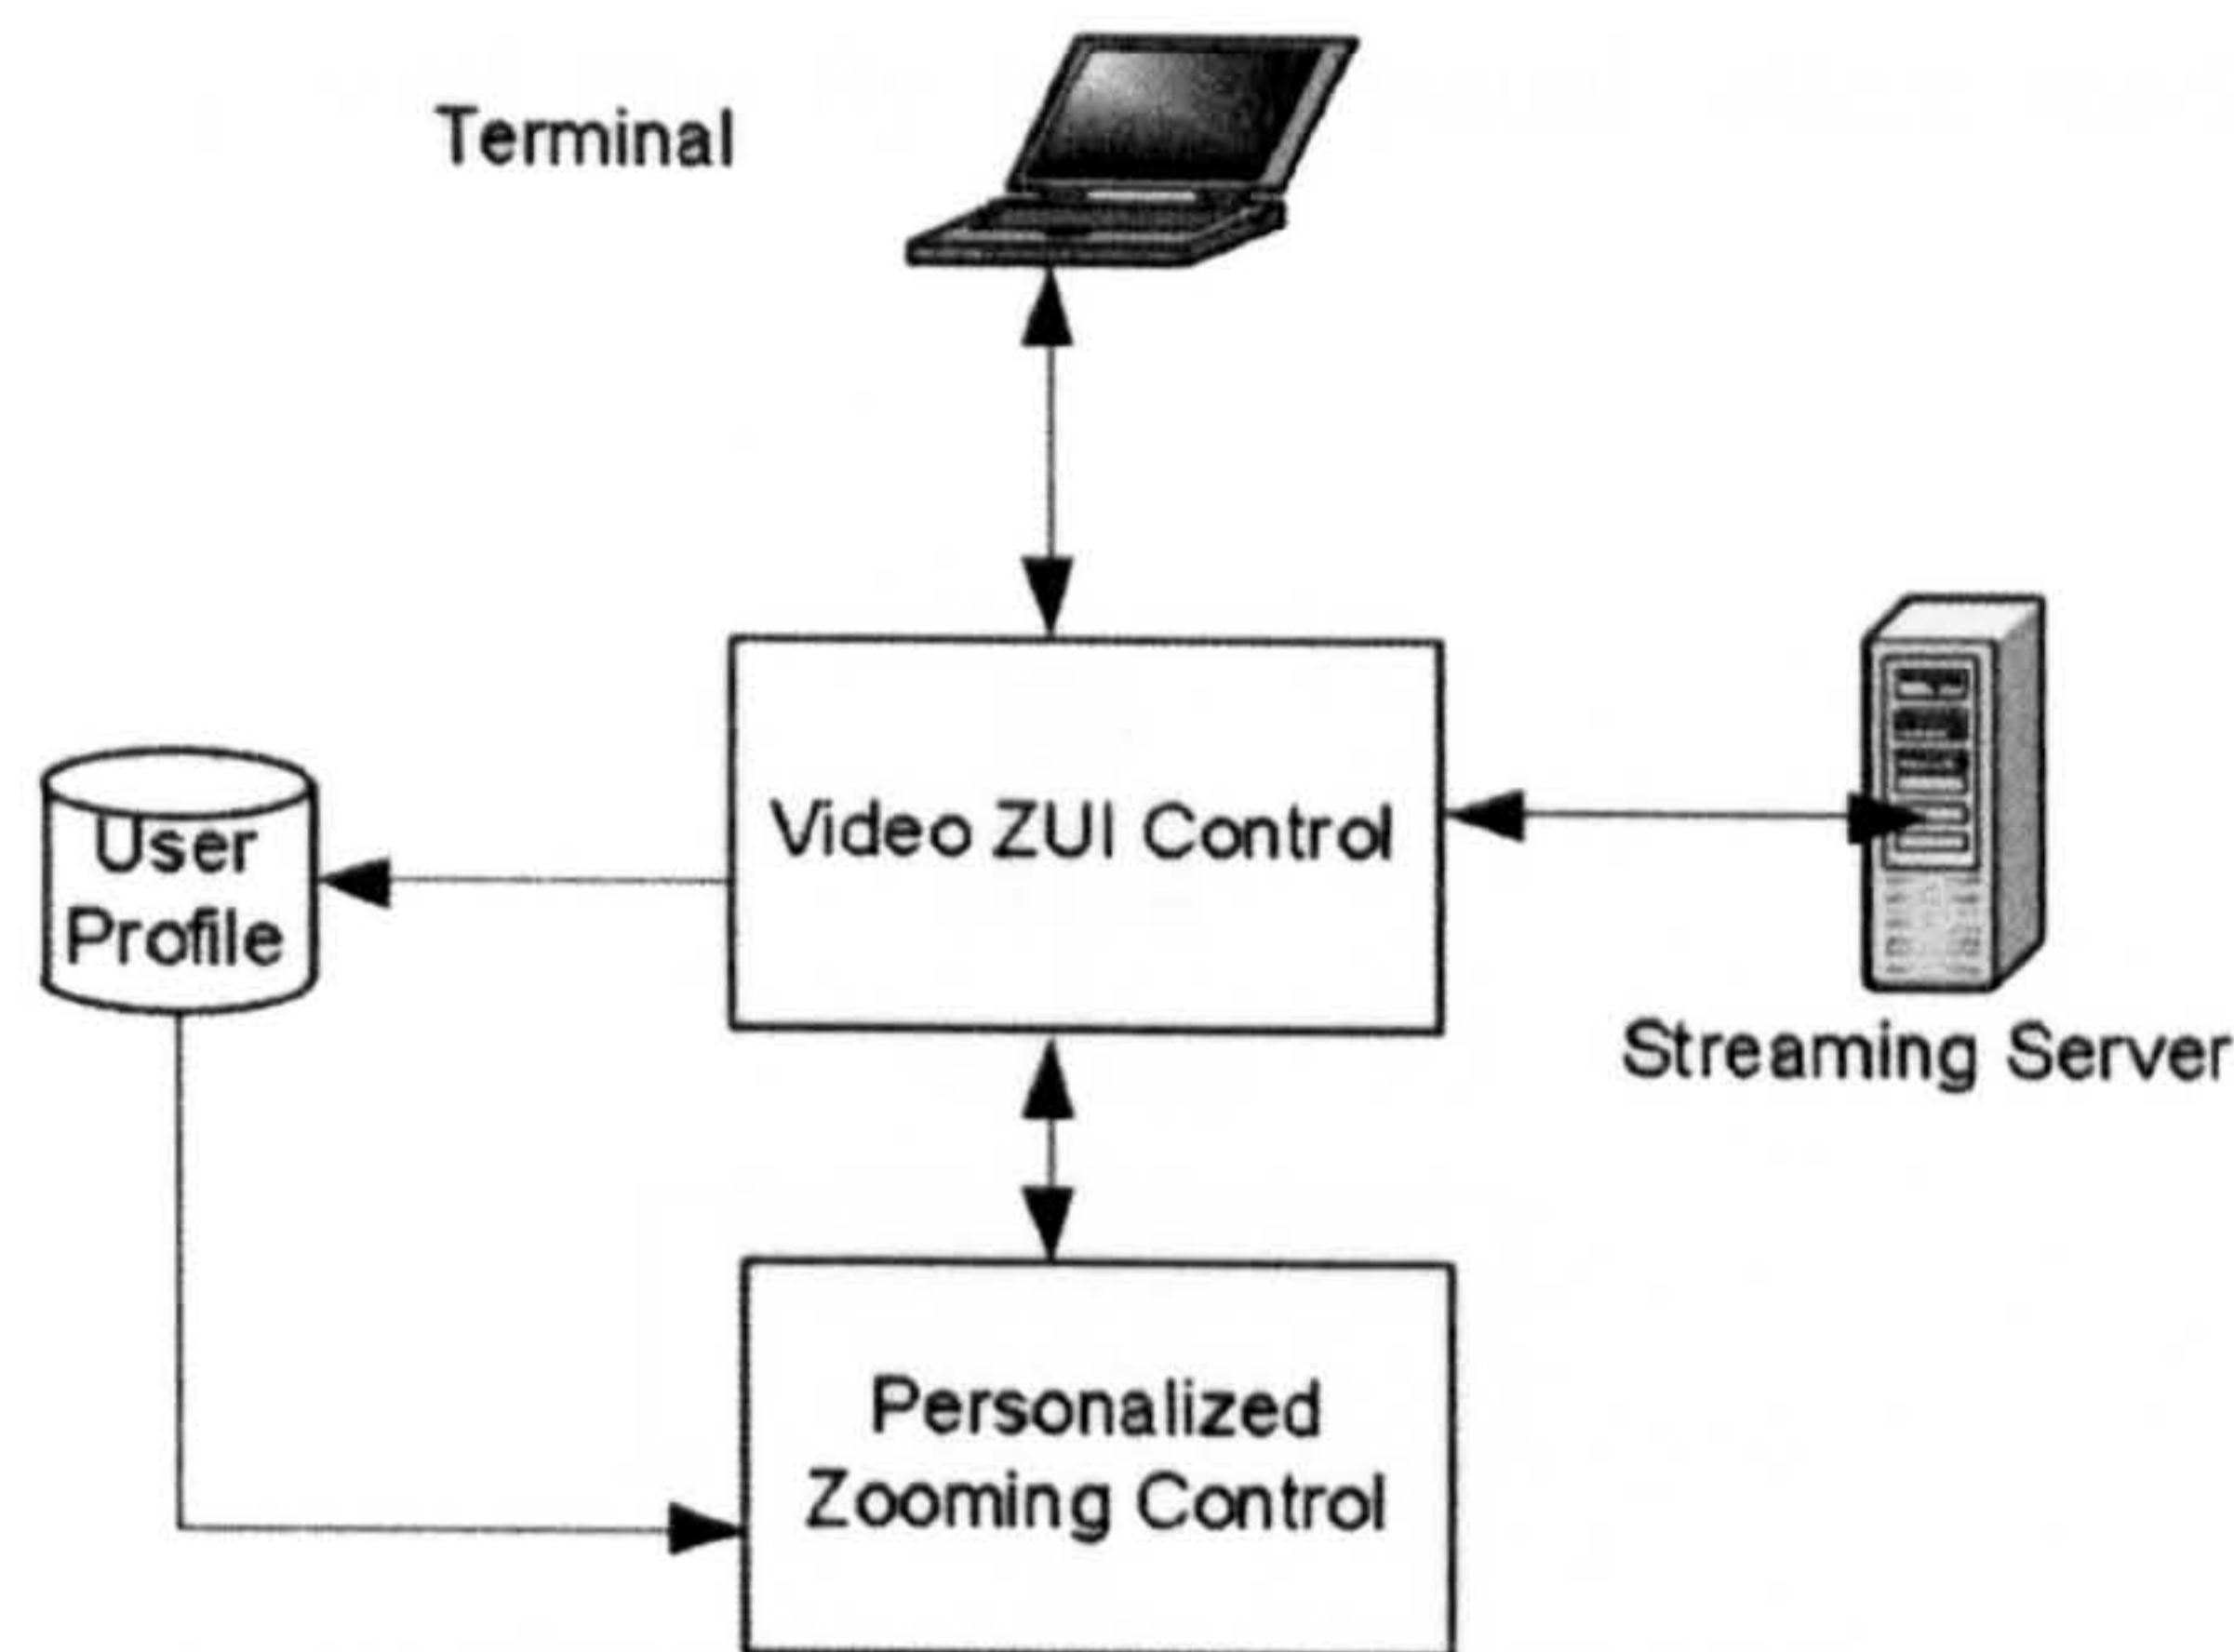 Terminal
Video ZUI Control
User
Profile
Streaming Server
Personalized
Zooming Control